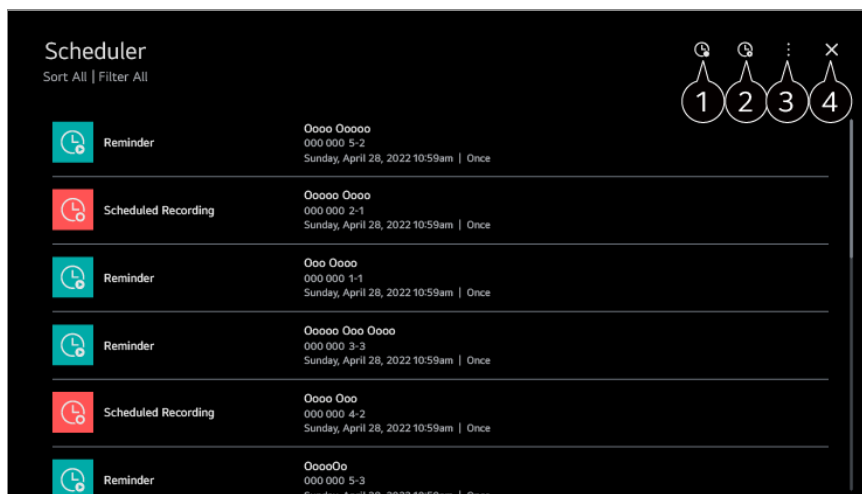 Scheduler
Sort All | Filter All
1 2 3 4
Reminder
Oooo Ooooo
000 000 5-2
Sunday, April 28, 2022 10:59am | Once
Scheduled Recording
Ooooo Oooo
000 000 2-1
Sunday, April 28, 2022 10:59am | Once
Reminder
Ooo Oooo
000 000 1-1
Sunday, April 28, 2022 10:59am | Once
Reminder
Ooooo Ooo Oooo
000 000 3-3
Sunday, April 28, 2022 10:59am | Once
Scheduled Recording
Oooo Ooo
000 000 4-2
Sunday, April 28, 2022 10:59am | Once
Reminder
OoooOo
000 000 5-3